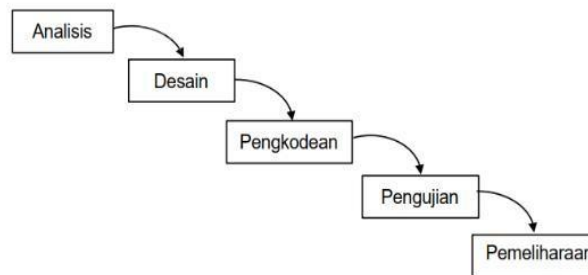 Analisis
Desain
Pengkodean
Pengujian
Pemeliharaan